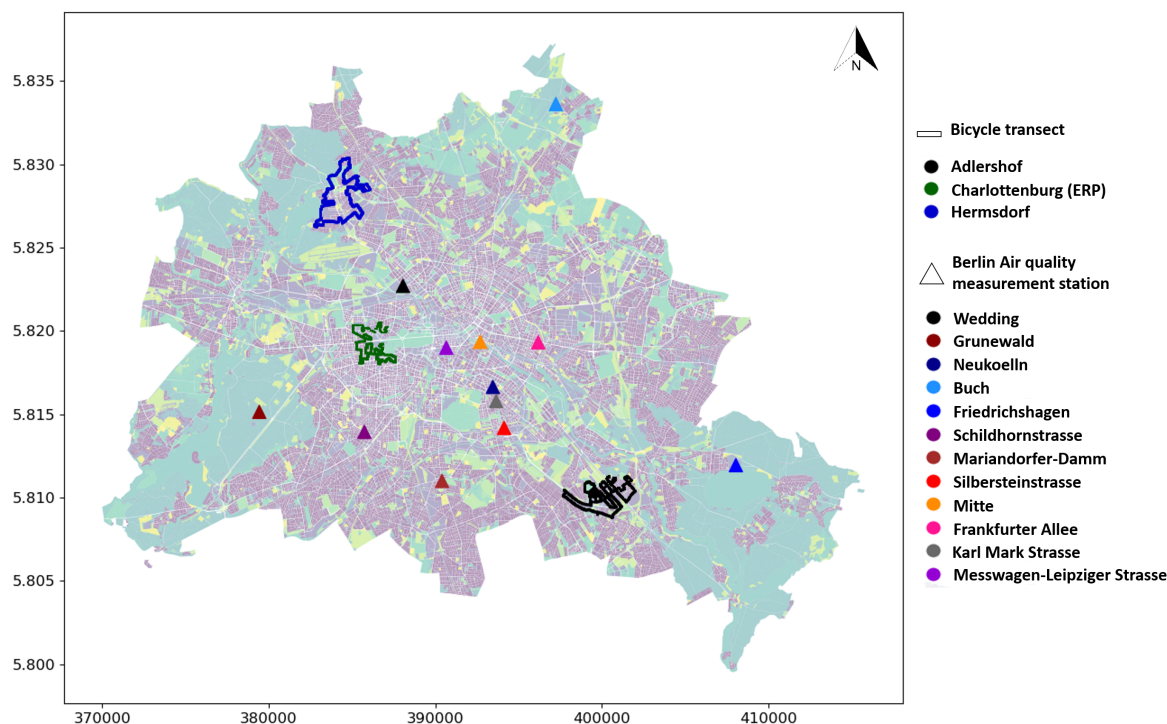 N
5.835
5.830
5.825
5.820
5.815
5.810
5.805
5.800
370000 380000 390000 400000 410000
Bicycle transect
Adlershof
Charlottenburg (ERP)
Hermsdorf
Berlin Air quality
measurement station
Wedding
Grunewald
Neukoelln
Buch
Friedrichshagen
Schildhornstrasse
Mariandorfer-Damm
Silbersteinstrasse
Mitte
Frankfurter Allee
Karl Mark Strasse
Messwagen-Leipziger Strasse